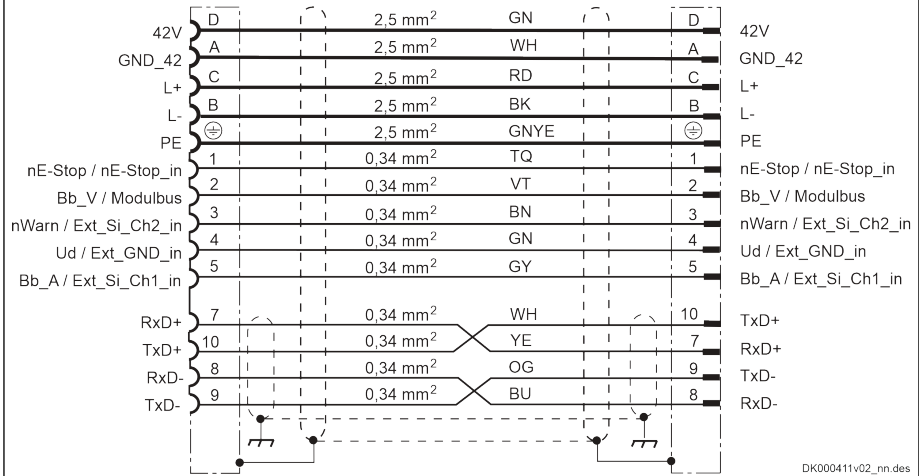 42V D 2,5 mm² GN D 42V
GND_42 A 2,5 mm² WH A GND_42
L+ C 2,5 mm² RD C L+
L- B 2,5 mm² BK B L-
PE 2,5 mm² GNYE PE
nE-Stop / nE-Stop_in 1 0,34 mm² TQ 1 nE-Stop / nE-Stop_in
Bb_V / Modulbus 2 0,34 mm² VT 2 Bb_V / Modulbus
nWarn / Ext_Si_Ch2_in 3 0,34 mm² BN 3 nWarn / Ext_Si_Ch2_in
Ud / Ext_GND_in 4 0,34 mm² GN 4 Ud / Ext_GND_in
Bb_A / Ext_Si_Ch1_in 5 0,34 mm² GY 5 Bb_A / Ext_Si_Ch1_in
RxD+ 7 0,34 mm² WH 10 TxD+
TxD+ 10 0,34 mm² YE 7 RxD+
RxD- 8 0,34 mm² OG 9 TxD-
TxD- 9 0,34 mm² BU 8 RxD-
DK000411v02_nn.des